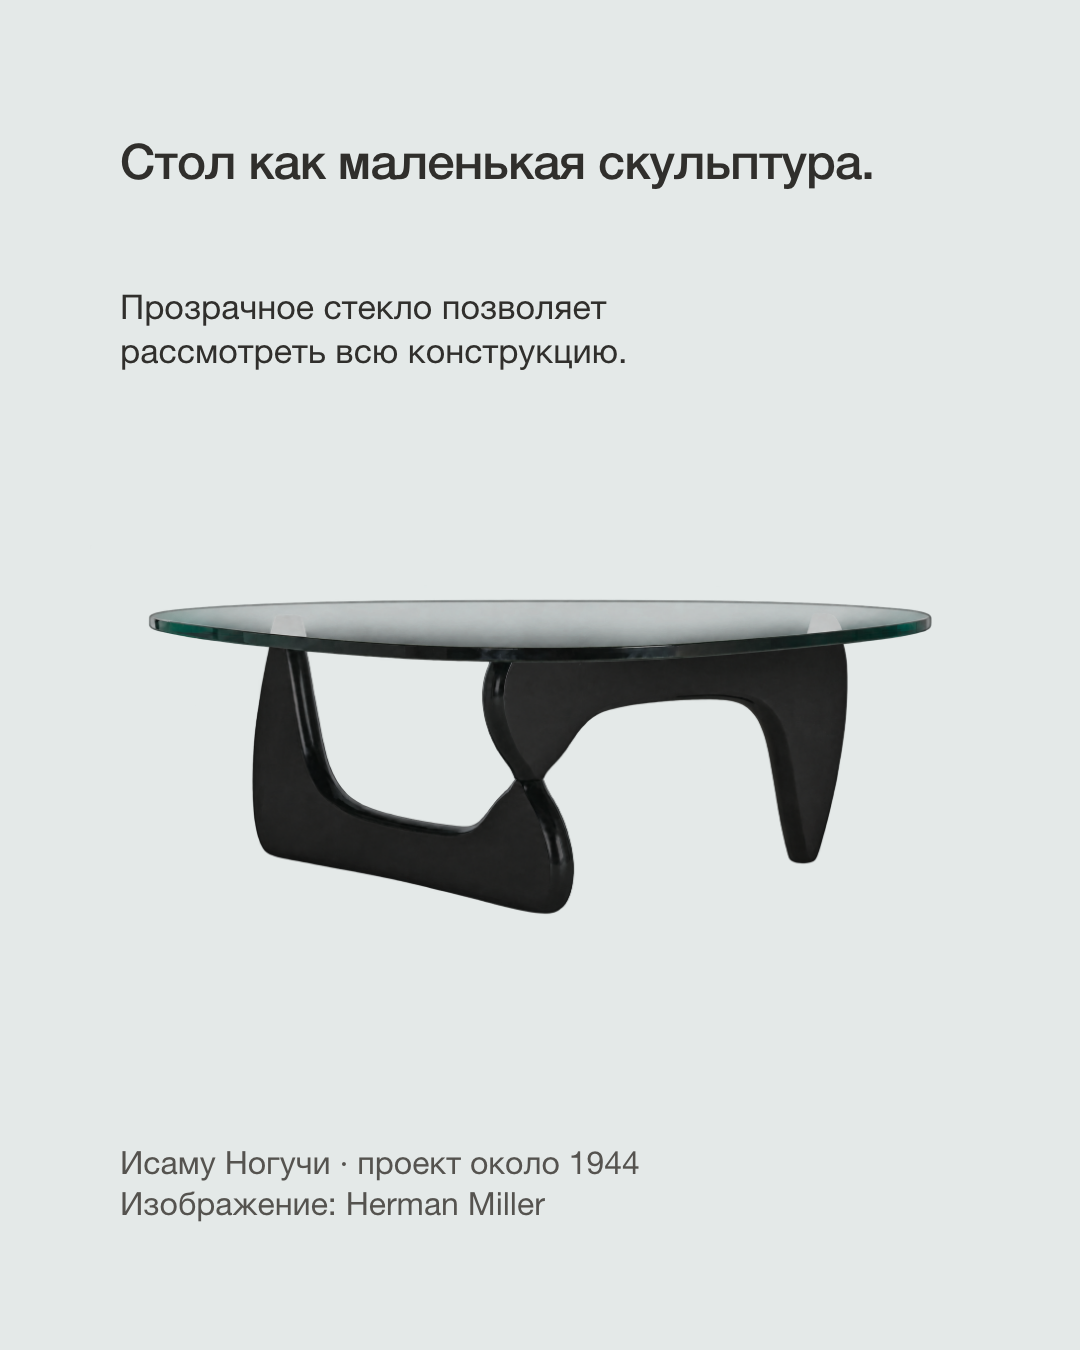 Стол как маленькая скульптура.
Прозрачное стекло позволяет
рассмотреть всю конструкцию.
Исаму Ногучи · проект около 1944
Изображение: Herman Miller